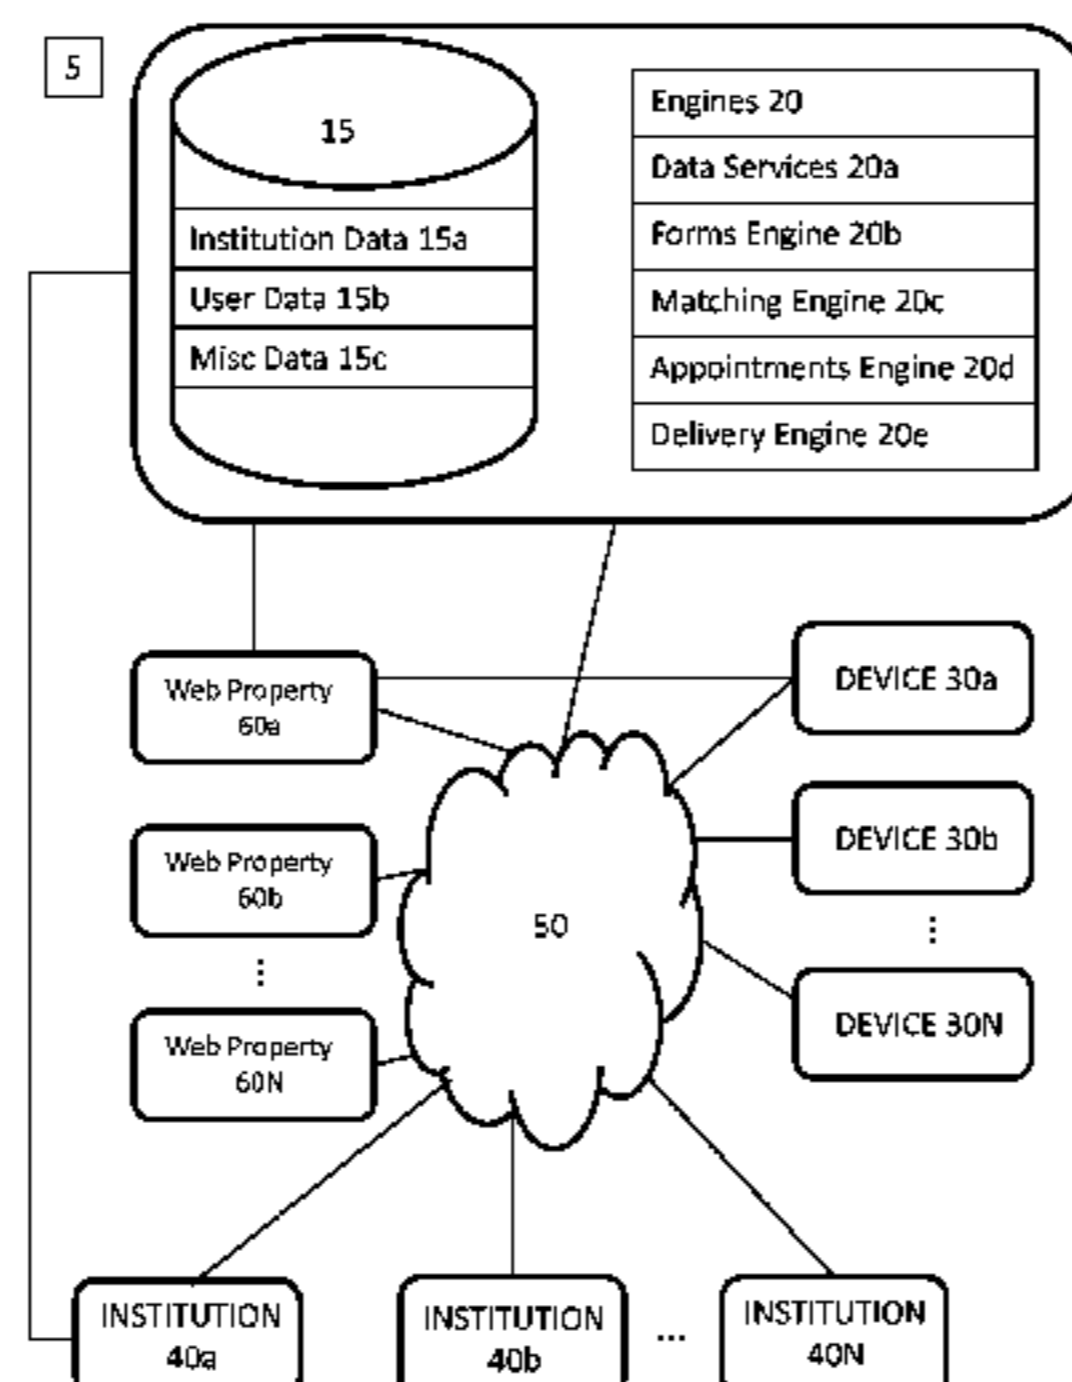 5
15
Institution Data 15a
User Data 15b
Misc Data 15c
Engines 20
Data Services 20a
Forms Engine 20b
Matching Engine 20c
Appointments Engine 20d
Delivery Engine 20e
Web Property
60a
Web Property
60b
⋮
Web Property
60N
50
DEVICE 30a
DEVICE 30b
⋮
DEVICE 30N
INSTITUTION
40a
INSTITUTION
40b
...
INSTITUTION
40N